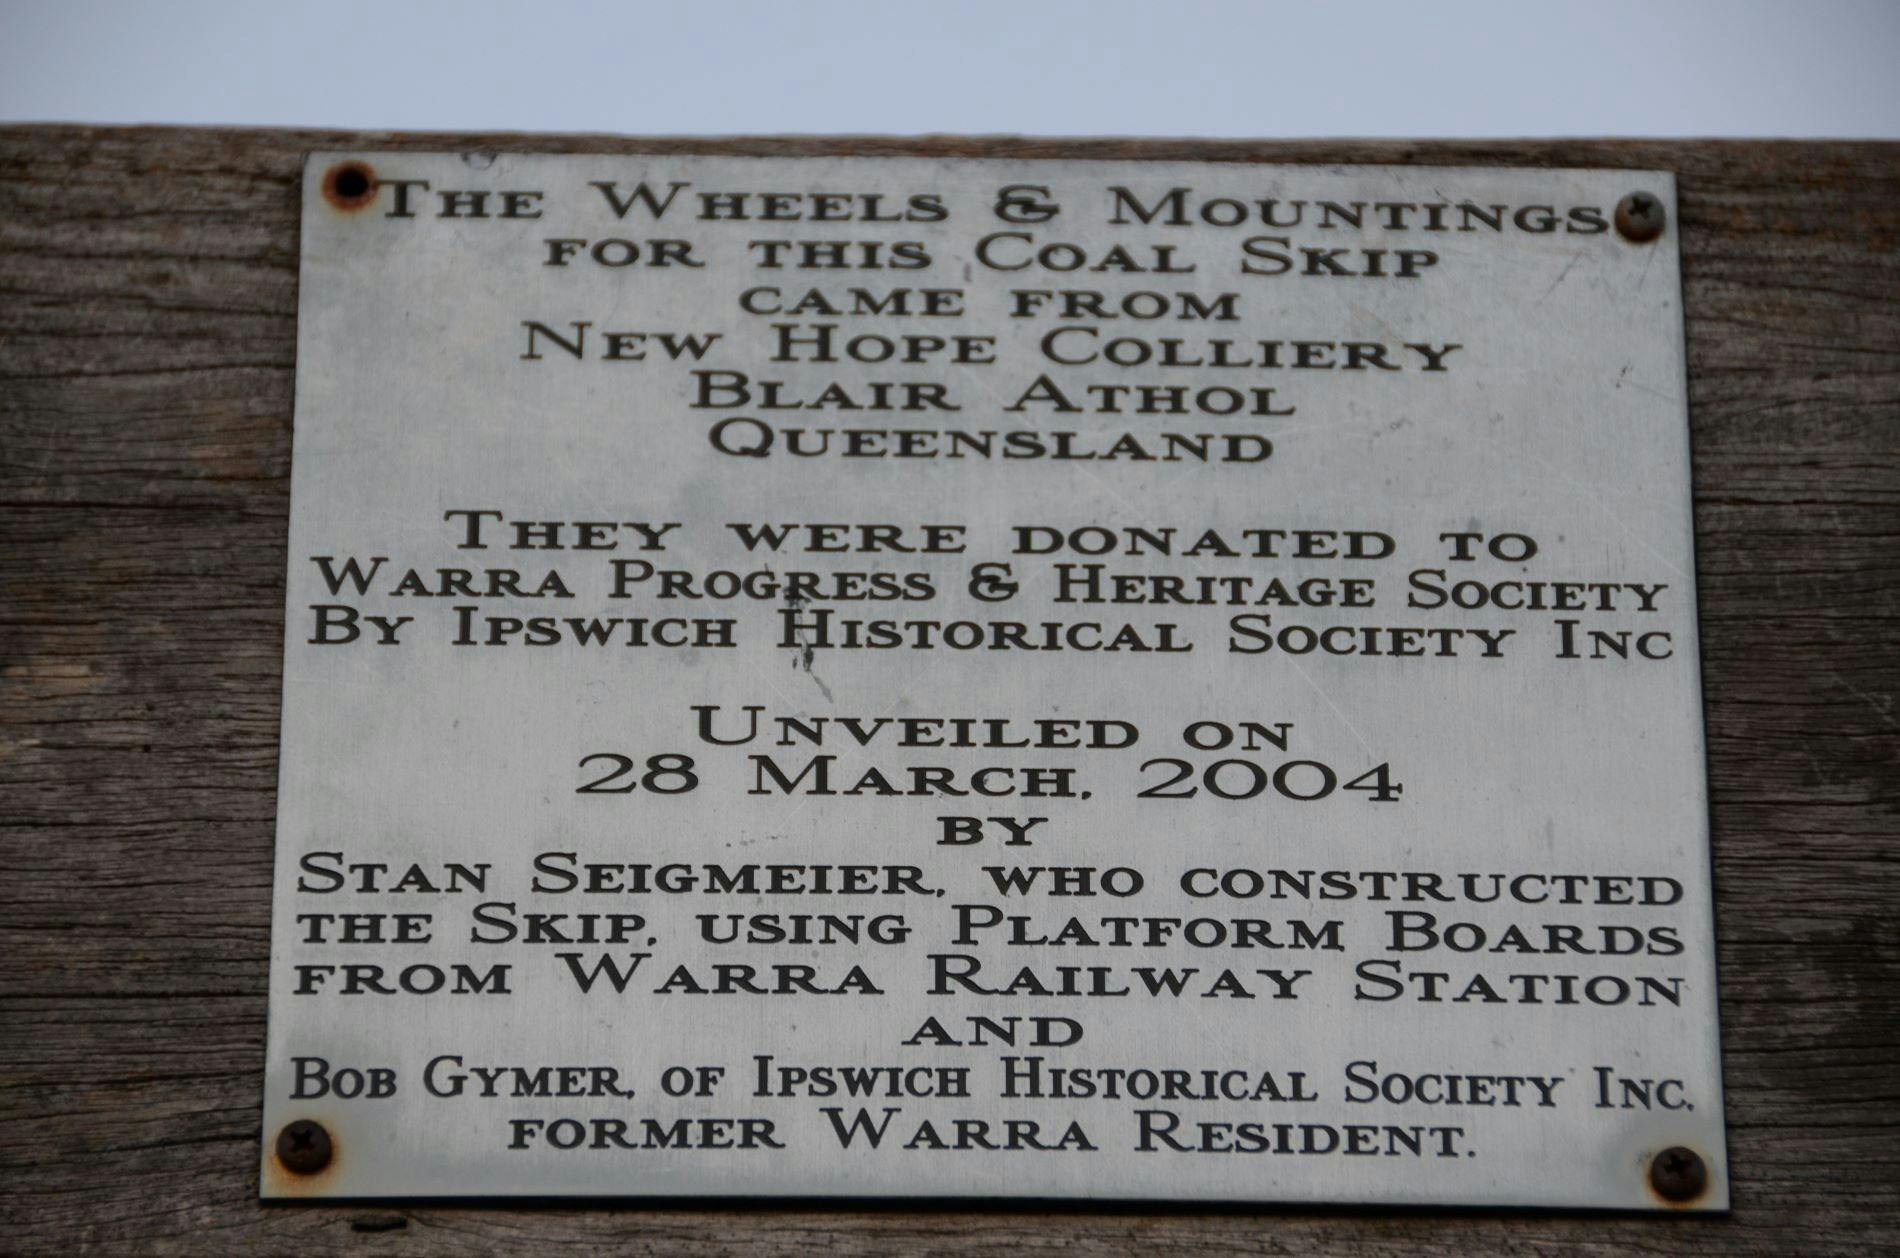 The Wheels & Mountings
for this Coal Skip
came from
New Hope Colliery
Blair Athol
Queensland
They were donated to
Warra Progress & Heritage Society
By Ipswich Historical Society Inc
Unveiled on
28 March, 2004
by
Stan Seigmeier, who constructed
the Skip, using Platform Boards
from Warra Railway Station
and
Bob Gymer, of Ipswich Historical Society Inc.
former Warra Resident.